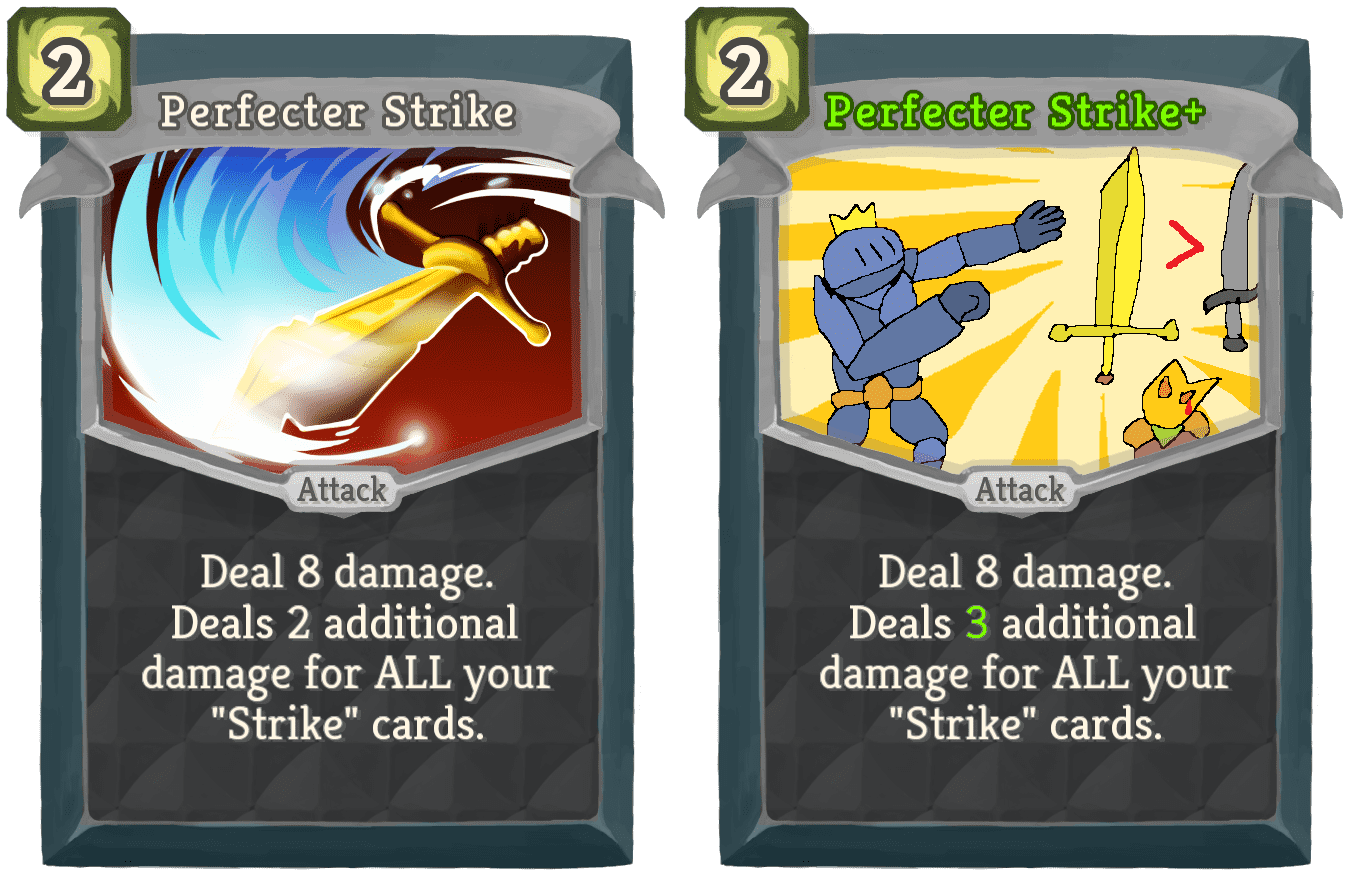 2
Perfecter Strike
Attack
Deal 8 damage.
Deals 2 additional
damage for ALL your
"Strike" cards.
2
Perfecter Strike+
>
Attack
Deal 8 damage.
Deals 3 additional
damage for ALL your
"Strike" cards.